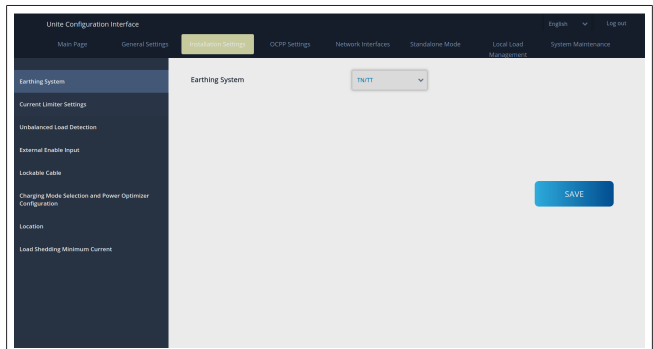 Unite Configuration Interface
English
Log out
Main Page
General Settings
Installation Settings
OCPP Settings
Network Interfaces
Standalone Mode
Local Load
Management
System Maintenance
Earthing System
Current Limiter Settings
Unbalanced Load Detection
External Enable Input
Lockable Cable
Charging Mode Selection and Power Optimizer
Configuration
Location
Load Shedding Minimum Current
Earthing System
TN/TT
SAVE